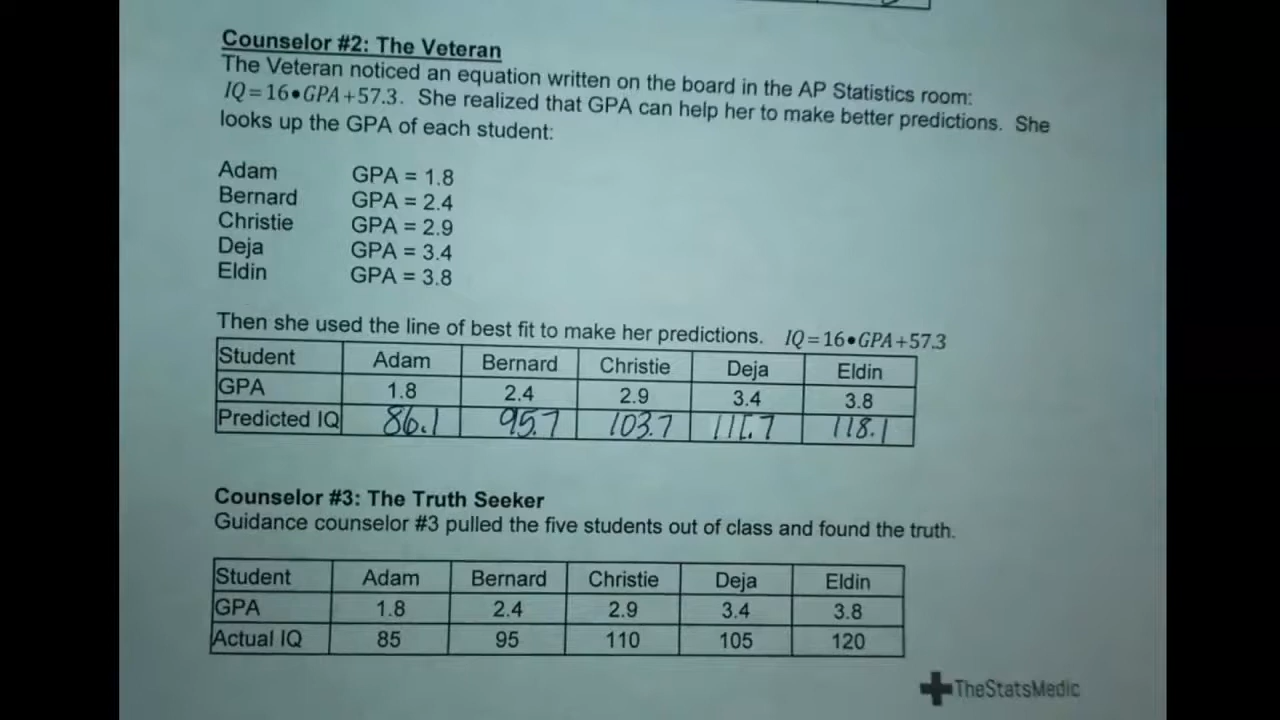 Counselor #2: The Veteran
The Veteran noticed an equation written on the board in the AP Statistics room:
IQ=16•GPA+57.3. She realized that GPA can help her to make better predictions. She
looks up the GPA of each student:
Adam GPA = 1.8
Bernard GPA = 2.4
Christie GPA = 2.9
Deja GPA = 3.4
Eldin GPA = 3.8
Then she used the line of best fit to make her predictions. IQ=16•GPA+57.3
Student Adam Bernard Christie Deja Eldin
GPA 1.8 2.4 2.9 3.4 3.8
Predicted IQ 86.1 95.7 103.7 111.7 118.1
Counselor #3: The Truth Seeker
Guidance counselor #3 pulled the five students out of class and found the truth.
Student Adam Bernard Christie Deja Eldin
GPA 1.8 2.4 2.9 3.4 3.8
Actual IQ 85 95 110 105 120
TheStatsMedic